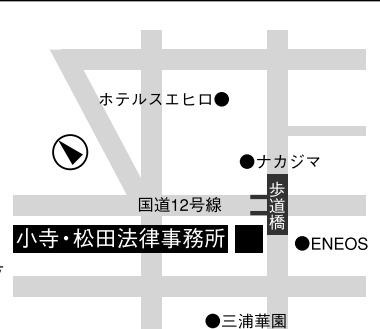 ホテルスエヒロ
ナカジマ
歩道橋
国道12号線
小寺・松田法律事務所
ENEOS
三浦華園